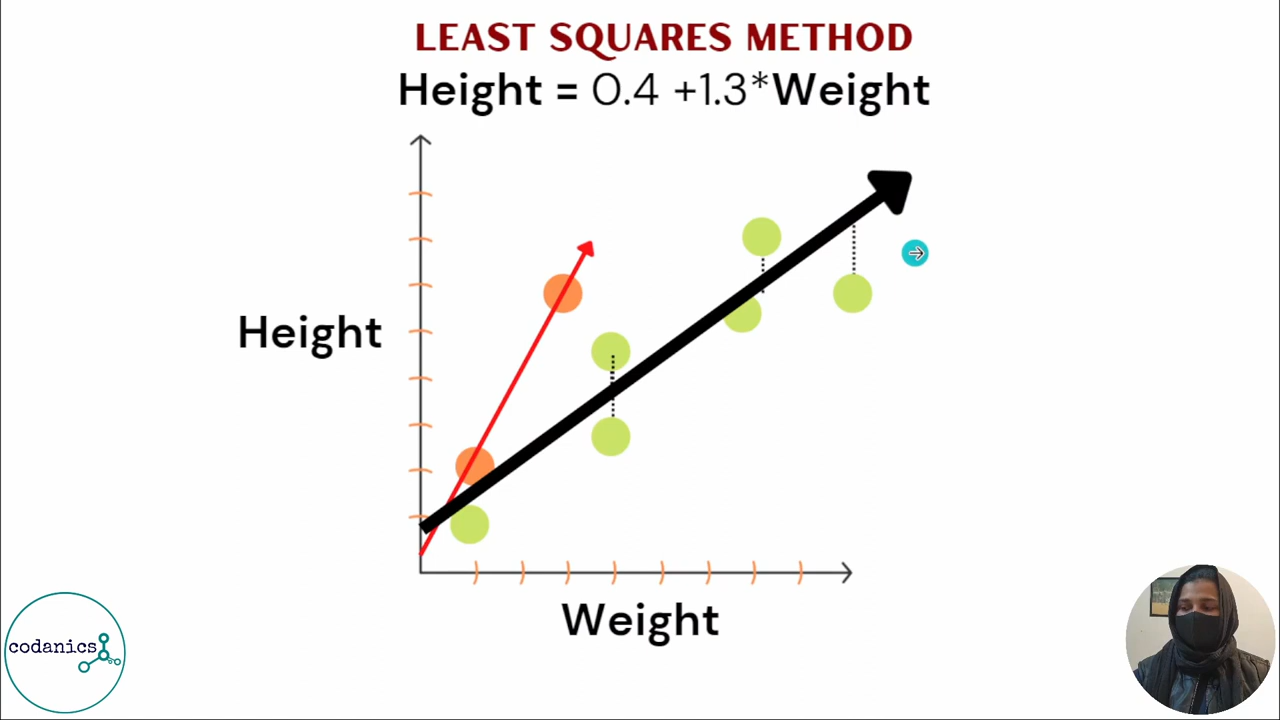 LEAST SQUARES METHOD
Height = 0.4 +1.3*Weight
Height
Weight
codanics